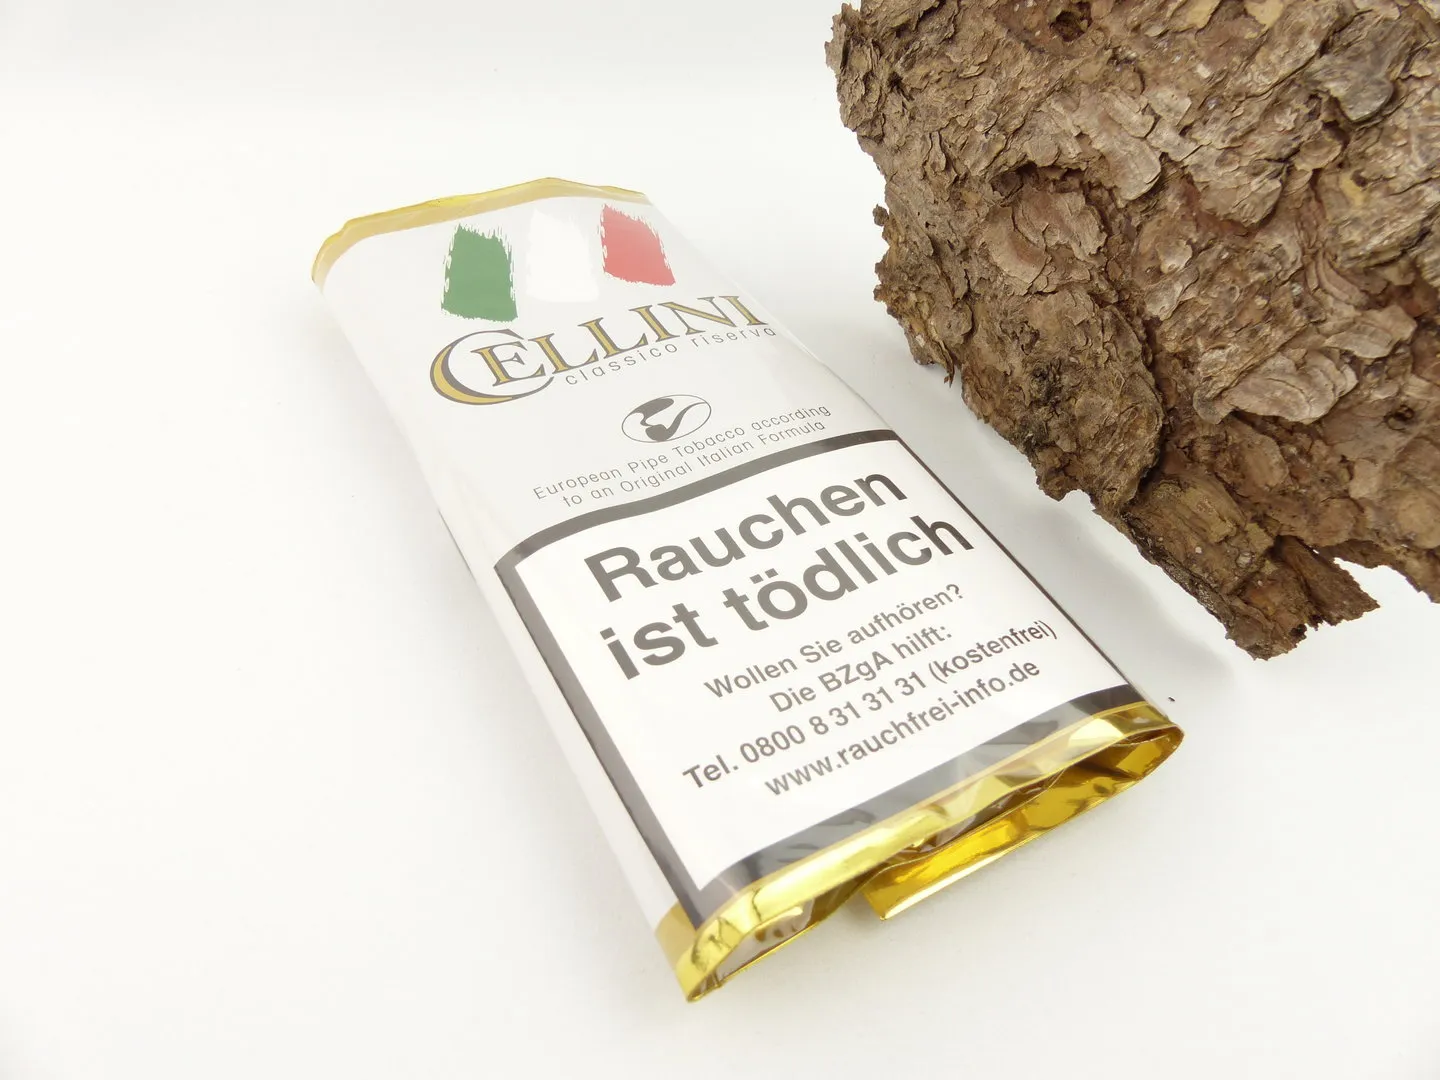 CELLINI
classico riserva
European Pipe Tobacco according
to an Original Italian Formula
Rauchen
ist tödlich
Wollen Sie aufhören?
Die BZgA hilft:
Tel. 0800 8 31 31 31 (kostenfrei)
www.rauchfrei-info.de